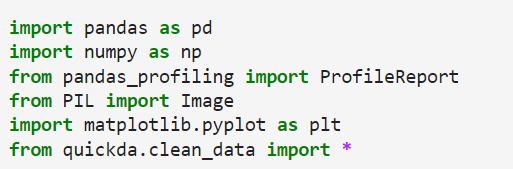 import pandas as pd
import numpy as np
from pandas_profiling import ProfileReport
from PIL import Image
import matplotlib.pyplot as plt
from quickda.clean_data import *